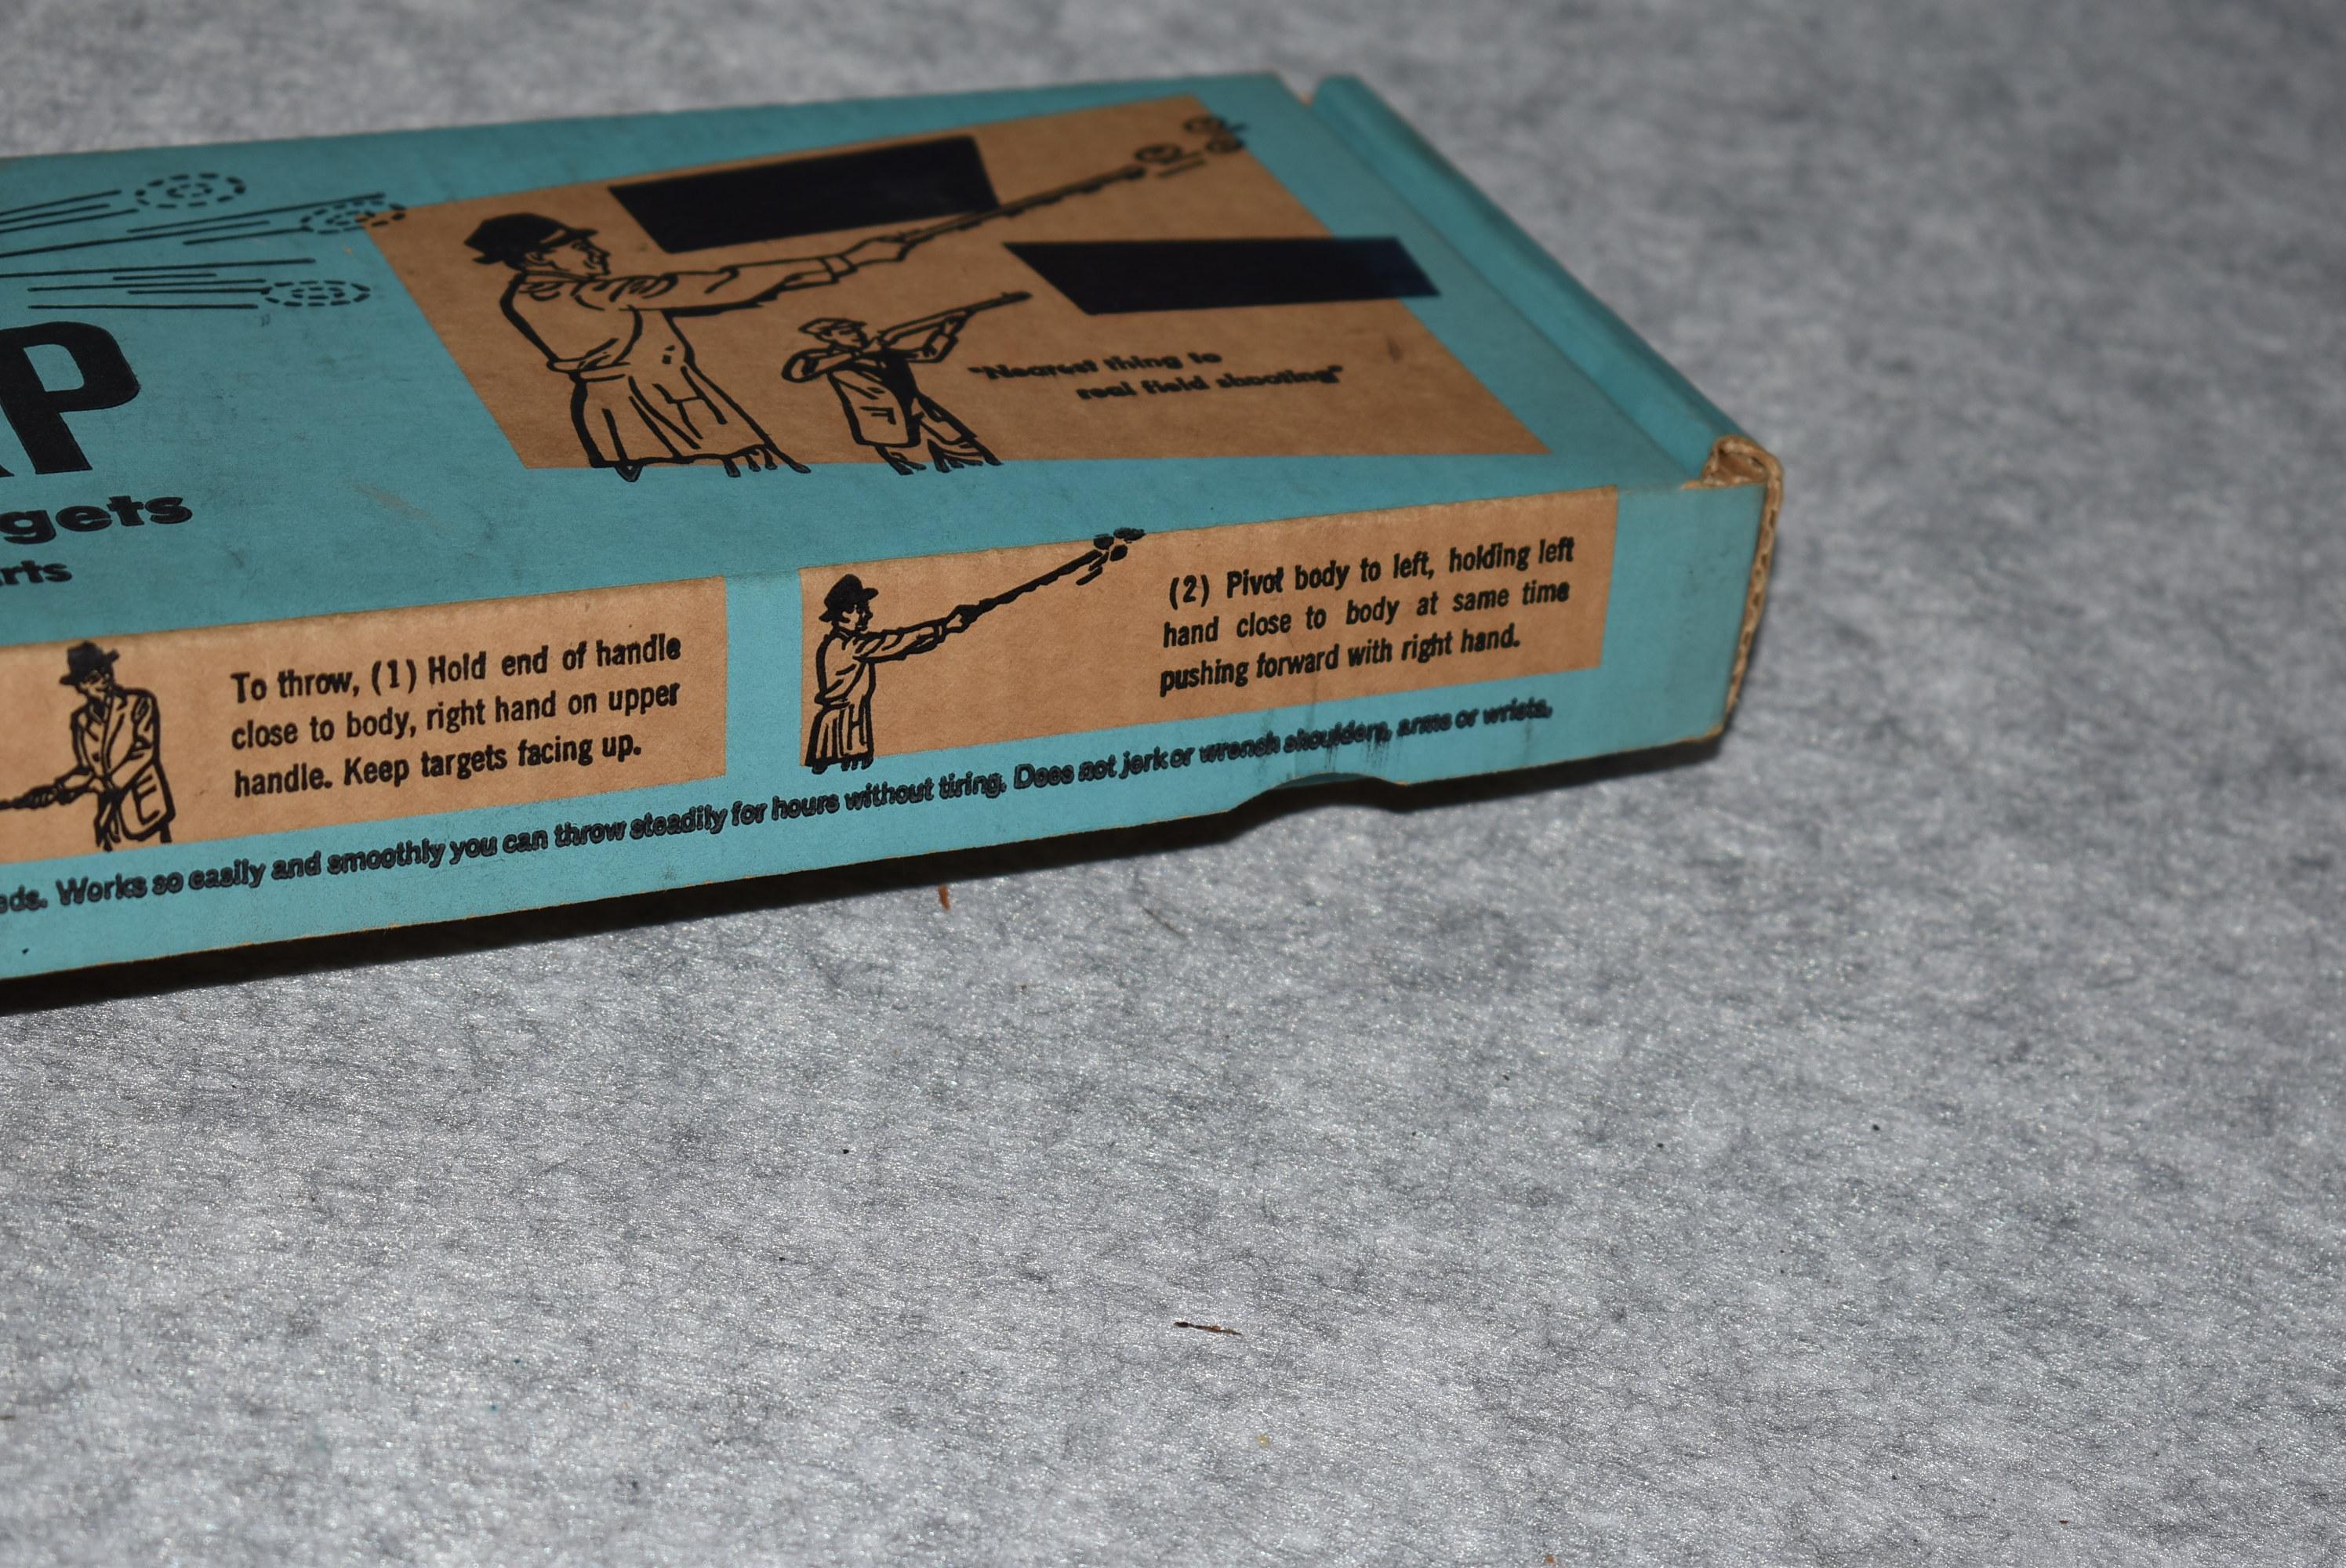 "Nearest thing to
real field shooting"
To throw, (1) Hold end of handle
close to body, right hand on upper
handle. Keep targets facing up.
(2) Pivot body to left, holding left
hand close to body at same time
pushing forward with right hand.
Works so easily and smoothly you can throw steadily for hours without tiring. Does not jerk or wrench shoulders, arms or wrists.